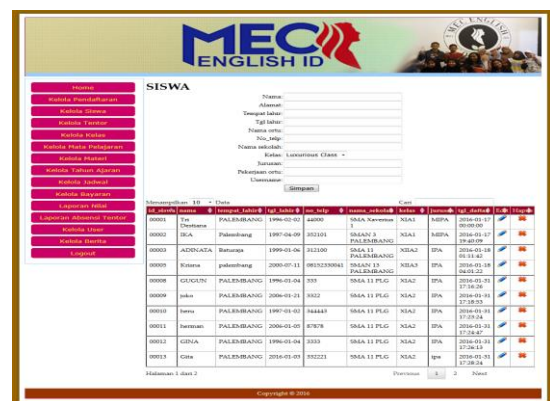 MEC
ENGLISH ID
MEC ENGLISH
Home
Kelola Pendaftaran
Kelola Siswa
Kelola Tentor
Kelola Kelas
Kelola Mata Pelajaran
Kelola Materi
Kelola Tahun Ajaran
Kelola Jadwal
Kelola Bayaran
Laporan Nilai
Laporan Absensi Tentor
Kelola User
Kelola Berita
Logout
SISWA
Nama:
Alamat:
Tempat lahir:
Tgl lahir:
Nama ortu:
No_telp:
Nama sekolah:
Kelas: Luxurious Class
Jurusan:
Pekerjaan ortu:
Username:
Simpan
Menampilkan 10 Data Cari
id_siswa nama tempat_lahir tgl_lahir no_telp nama_sekolah kelas jurusan tgl_daftar Edit Hapus
00001 Tri Destiana PALEMBANG 1996-02-02 44000 SMA Xaverius 1 XIA1 MIPA 2016-01-17 00:00:00
00002 IKA Palembang 1997-04-09 352101 SMAN 3 PALEMBANG XIA1 MIPA 2016-01-17 19:40:09
00003 ADINATA Baturaja 1999-01-06 312100 SMA 11 PALEMBANG XIIA2 IPA 2016-01-18 01:11:42
00005 Krisna palembang 2000-07-11 08152330041 SMAN 13 PALEMBANG XIIA3 IPA 2016-01-18 04:01:22
00008 GUGUN PALEMBANG 1996-01-04 333 SMA 11 PLG XIA2 IPA 2016-01-31 17:16:26
00009 joko PALEMBANG 2006-01-21 3322 SMA 11 PLG XIA2 IPA 2016-01-31 17:18:53
00010 heru PALEMBANG 1997-01-02 344443 SMA 11 PLG XIA2 IPA 2016-01-31 17:23:24
00011 herman PALEMBANG 2006-01-05 87878 SMA 11 PLG XIA2 IPA 2016-01-31 17:24:47
00012 GINA PALEMBANG 1996-01-04 3333 SMA 11 PLG XIA2 IPA 2016-01-31 17:26:13
00013 Gita PALEMBANG 2016-01-03 332221 SMA 11 PLG XIA2 ipa 2016-01-31 17:28:24
Halaman 1 dari 2 Previous 1 2 Next
Copyright © 2016